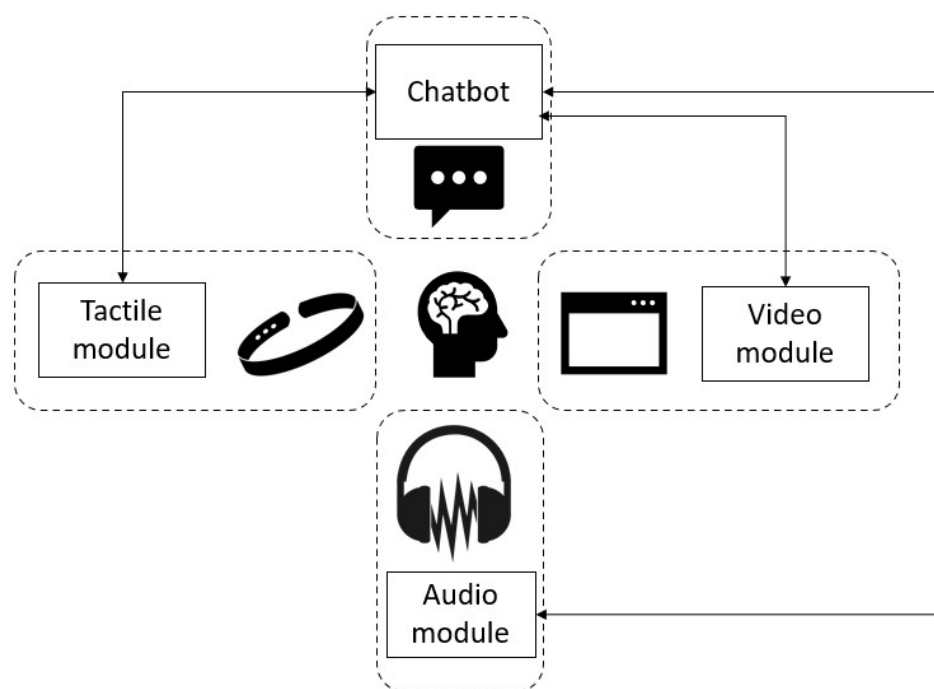 Chatbot
Tactile
module
Video
module
Audio
module